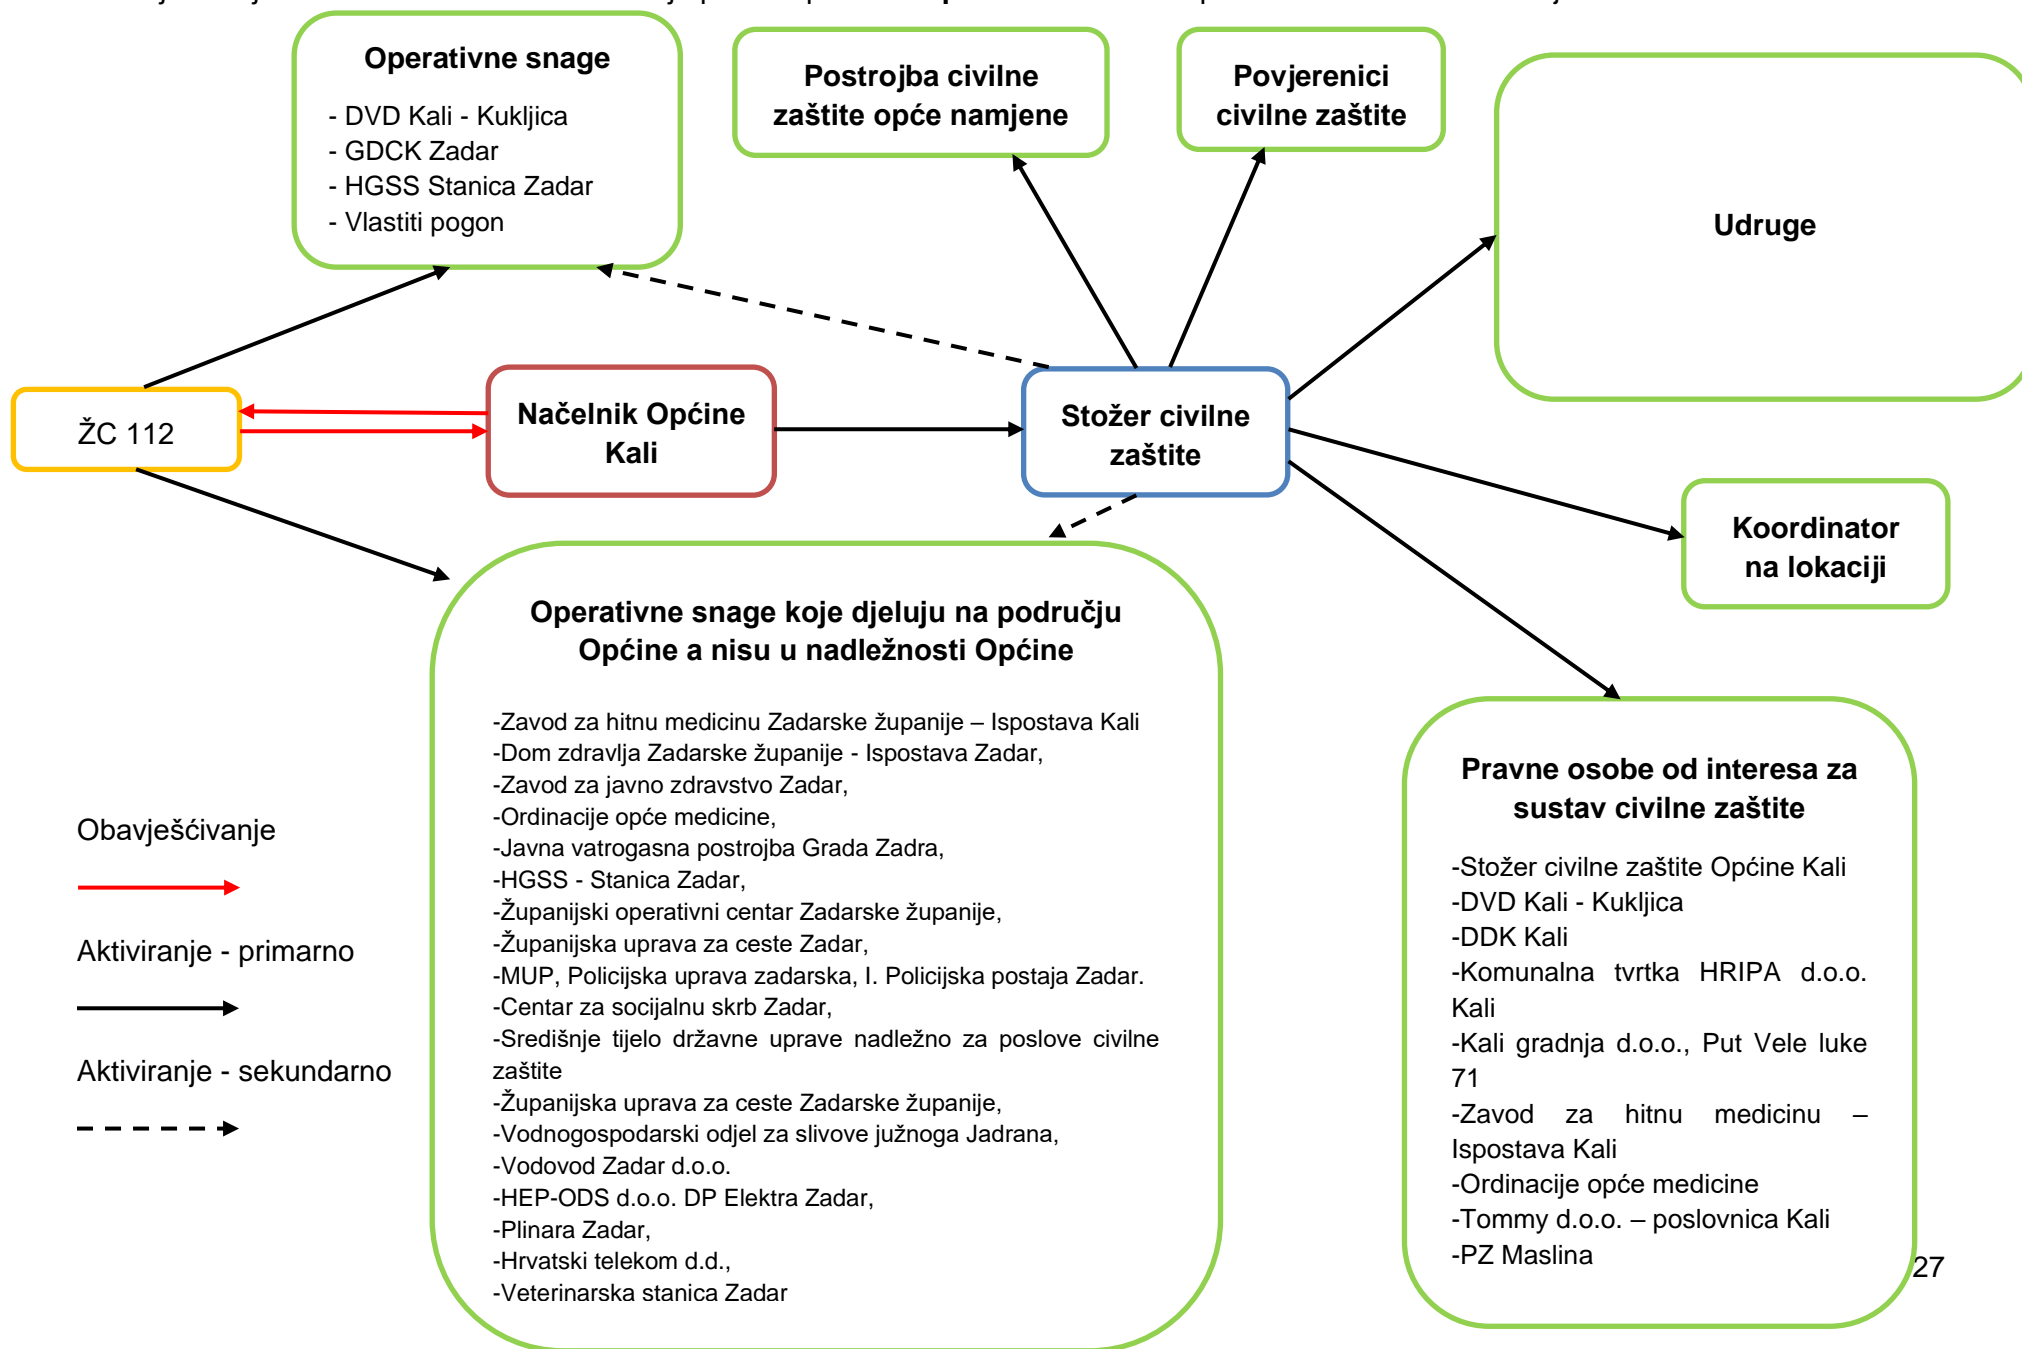 Operativne snage
- DVD Kali - Kukljica
- GDCK Zadar
- HGSS Stanica Zadar
- Vlastiti pogon
Postrojba civilne
zaštite opće namjene
Povjerenici
civilne zaštite
Udruge
ŽC 112
Načelnik Općine
Kali
Stožer civilne
zaštite
Koordinator
na lokaciji
Operativne snage koje djeluju na području
Općine a nisu u nadležnosti Općine
-Zavod za hitnu medicinu Zadarske županije – Ispostava Kali
-Dom zdravlja Zadarske županije - Ispostava Zadar,
-Zavod za javno zdravstvo Zadar,
-Ordinacije opće medicine,
-Javna vatrogasna postrojba Grada Zadra,
-HGSS - Stanica Zadar,
-Županijski operativni centar Zadarske županije,
-Županijska uprava za ceste Zadar,
-MUP, Policijska uprava zadarska, I. Policijska postaja Zadar.
-Centar za socijalnu skrb Zadar,
-Središnje tijelo državne uprave nadležno za poslove civilne
zaštite
-Županijska uprava za ceste Zadarske županije,
-Vodnogospodarski odjel za slivove južnoga Jadrana,
-Vodovod Zadar d.o.o.
-HEP-ODS d.o.o. DP Elektra Zadar,
-Plinara Zadar,
-Hrvatski telekom d.d.,
-Veterinarska stanica Zadar
Pravne osobe od interesa za
sustav civilne zaštite
-Stožer civilne zaštite Općine Kali
-DVD Kali - Kukljica
-DDK Kali
-Komunalna tvrtka HRIPA d.o.o.
Kali
-Kali gradnja d.o.o., Put Vele luke
71
-Zavod za hitnu medicinu –
Ispostava Kali
-Ordinacije opće medicine
-Tommy d.o.o. – poslovnica Kali
-PZ Maslina
Obavješćivanje
Aktiviranje - primarno
Aktiviranje - sekundarno
27